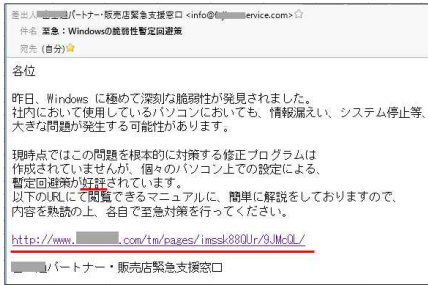 差出人 パートナー・販売店緊急支援窓口 <info@ ervice.com>☆
件名 至急：Windowsの脆弱性暫定回避策
宛先 (自分)
各位
昨日、Windows に極めて深刻な脆弱性が発見されました。
社内において使用しているパソコンにおいても、情報漏えい、システム停止等、
大きな問題が発生する可能性があります。
現時点ではこの問題を根本的に対策する修正プログラムは
作成されていませんが、個々のパソコン上での設定による、
暫定回避策が好評されています。
以下のURLにて閲覧できるマニュアルに、簡単に解説をしておりますので、
内容を熟読の上、各自で至急対策を行ってください。
http://www. .com/tm/pages/imssk88QUr/9JMcQL/
パートナー・販売店緊急支援窓口